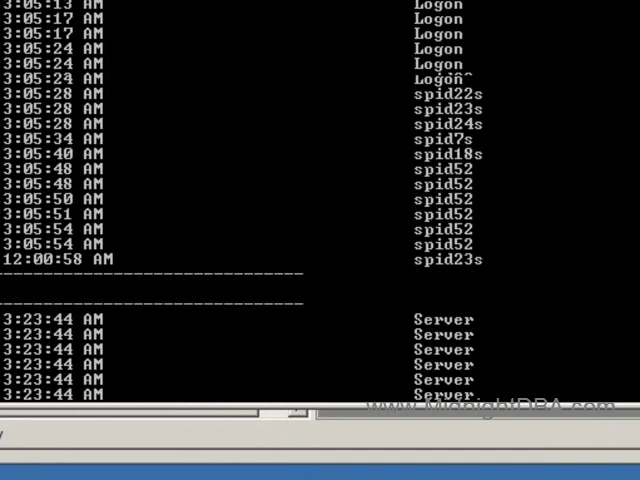 3:05:13 AM Logon
3:05:17 AM Logon
3:05:17 AM Logon
3:05:24 AM Logon
3:05:24 AM Logon
3:05:24 AM Logon
3:05:28 AM spid22s
3:05:28 AM spid23s
3:05:28 AM spid24s
3:05:34 AM spid7s
3:05:40 AM spid18s
3:05:48 AM spid52
3:05:48 AM spid52
3:05:50 AM spid52
3:05:51 AM spid52
3:05:54 AM spid52
3:05:54 AM spid52
12:00:58 AM spid23s
3:23:44 AM Server
3:23:44 AM Server
3:23:44 AM Server
3:23:44 AM Server
3:23:44 AM Server
3:23:44 AM Server
www.MidnightDBA.com